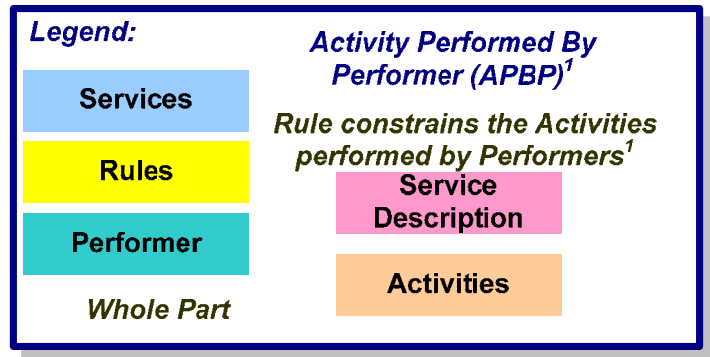 Legend:
Services
Rules
Performer
Whole Part
Activity Performed By
Performer (APBP)1
Rule constrains the Activities
performed by Performers1
Service
Description
Activities